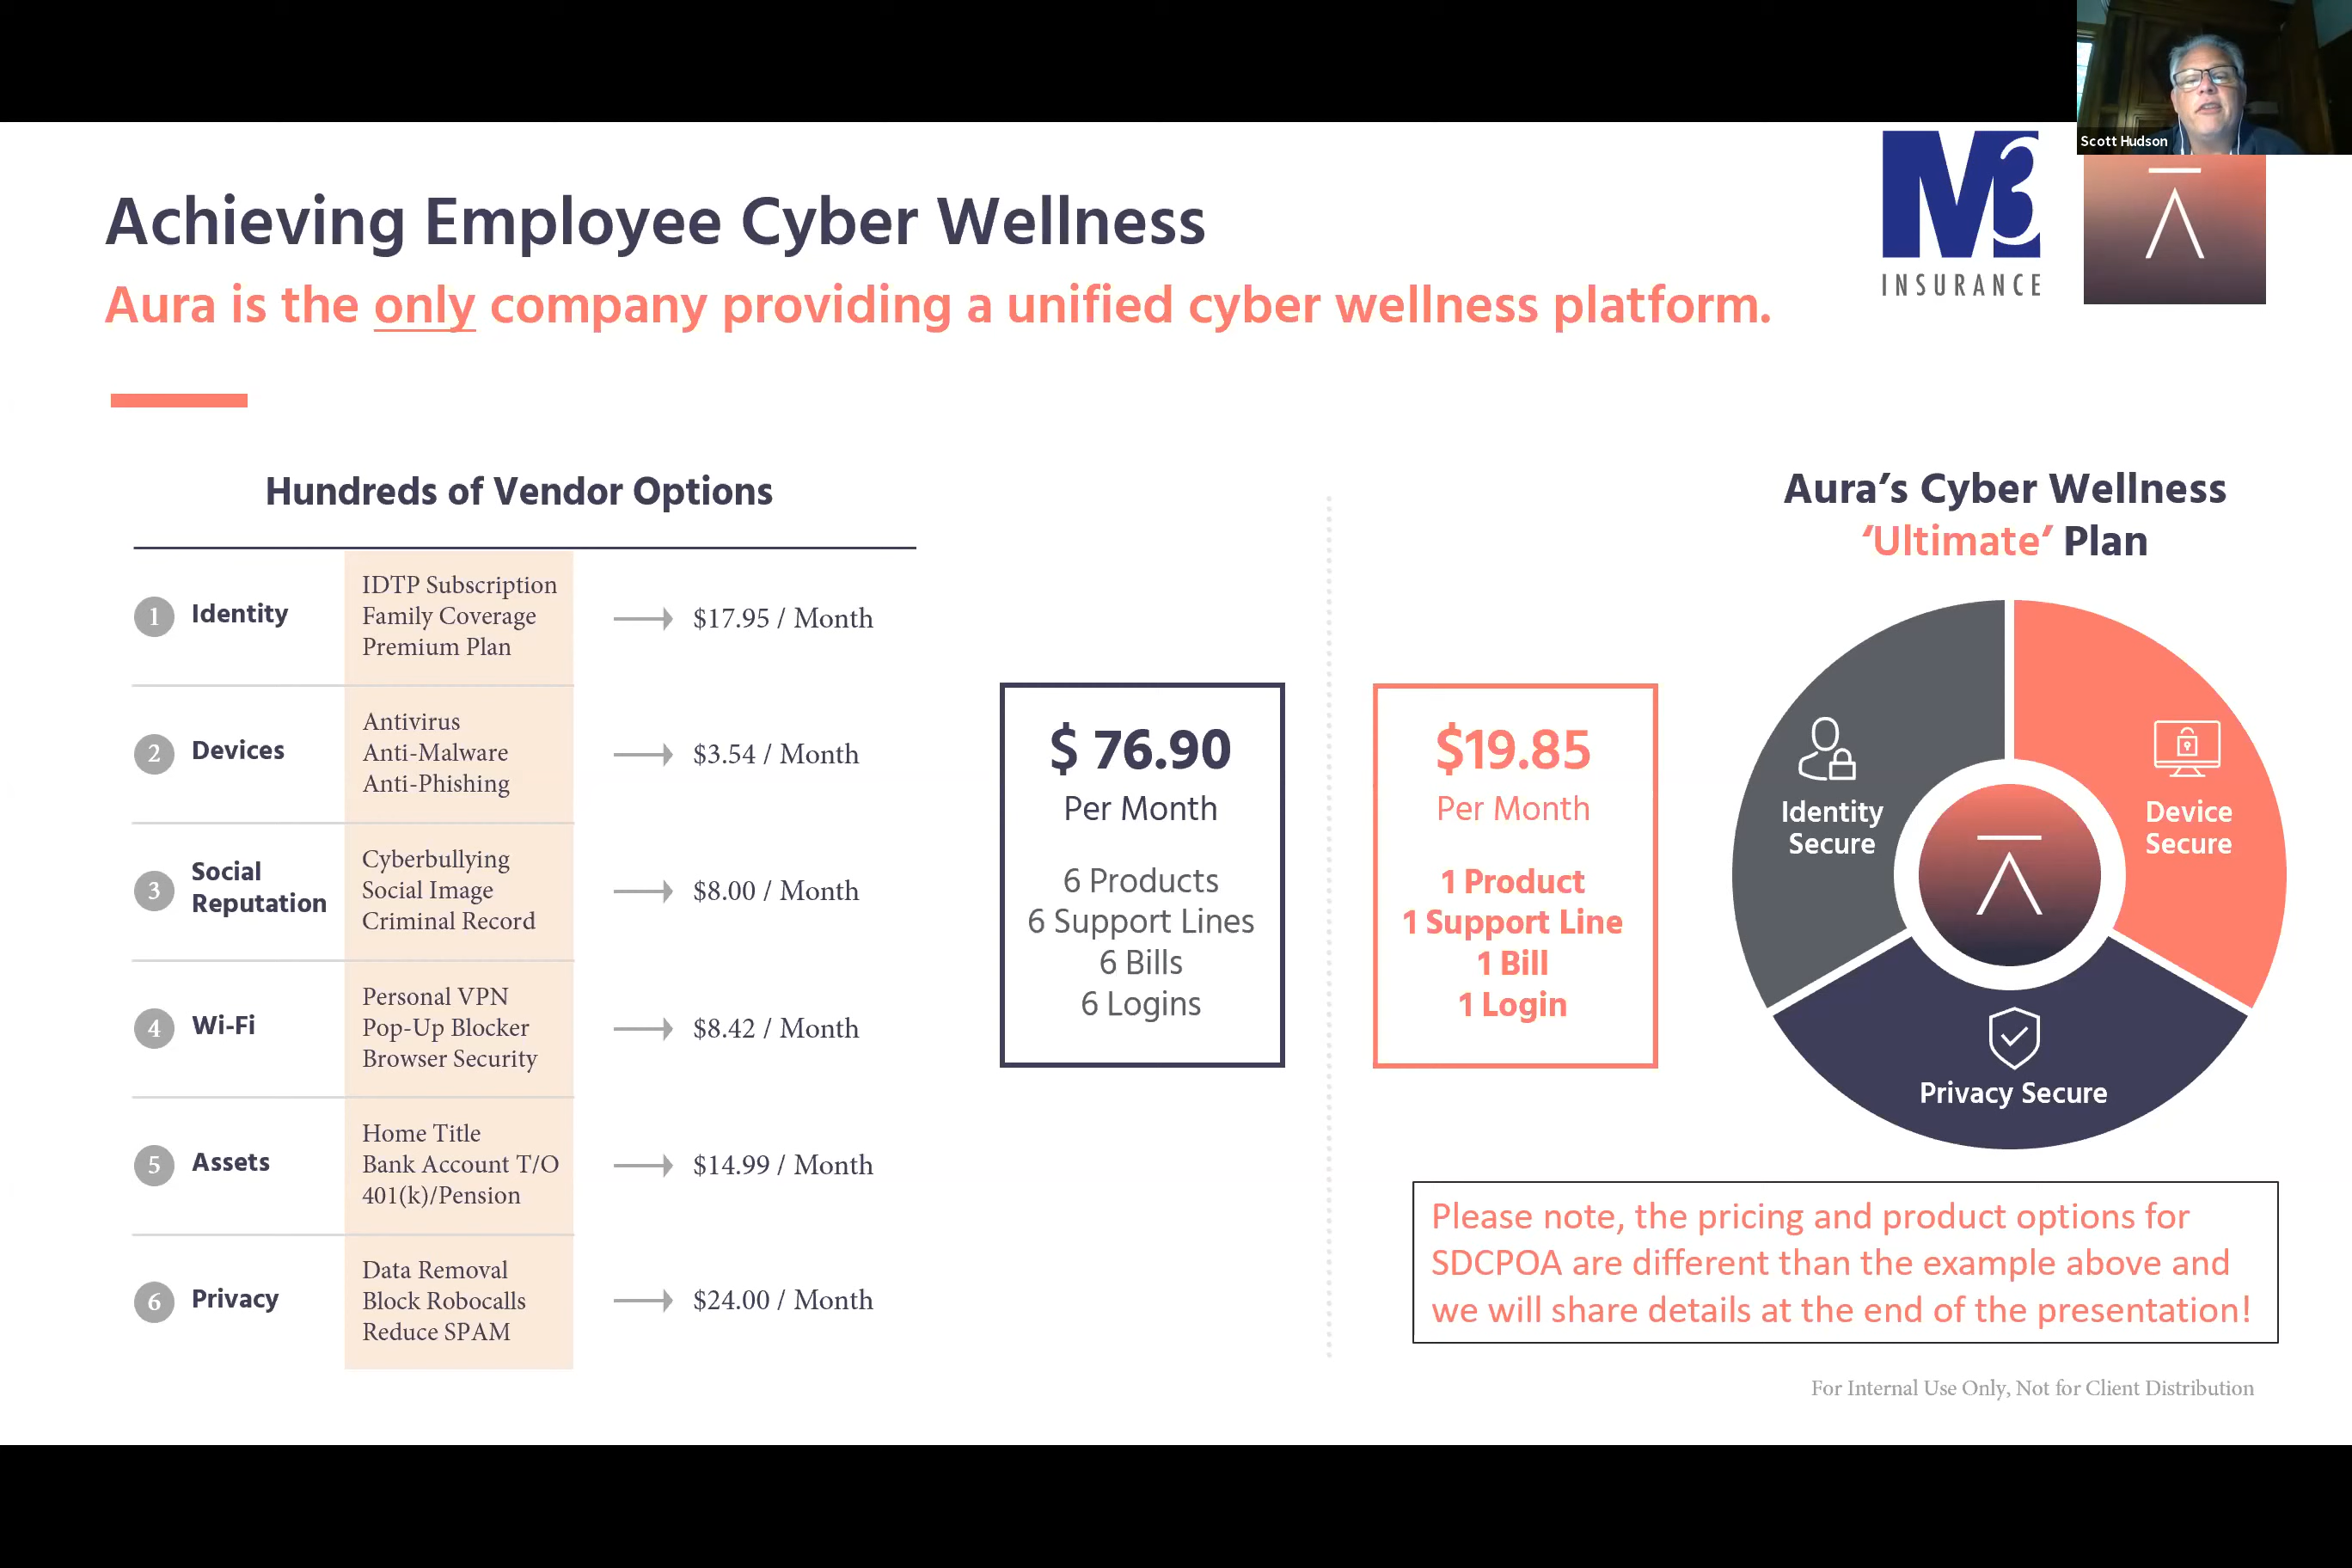 Scott Hudson
M3
INSURANCE
Achieving Employee Cyber Wellness
Aura is the only company providing a unified cyber wellness platform.
Hundreds of Vendor Options
1 Identity
IDTP Subscription
Family Coverage
Premium Plan
$17.95 / Month
2 Devices
Antivirus
Anti-Malware
Anti-Phishing
$3.54 / Month
3 Social
Reputation
Cyberbullying
Social Image
Criminal Record
$8.00 / Month
4 Wi-Fi
Personal VPN
Pop-Up Blocker
Browser Security
$8.42 / Month
5 Assets
Home Title
Bank Account T/O
401(k)/Pension
$14.99 / Month
6 Privacy
Data Removal
Block Robocalls
Reduce SPAM
$24.00 / Month
$ 76.90
Per Month
6 Products
6 Support Lines
6 Bills
6 Logins
$19.85
Per Month
1 Product
1 Support Line
1 Bill
1 Login
Aura’s Cyber Wellness
‘Ultimate’ Plan
Identity
Secure
Device
Secure
Privacy Secure
Please note, the pricing and product options for
SDCPOA are different than the example above and
we will share details at the end of the presentation!
For Internal Use Only, Not for Client Distribution